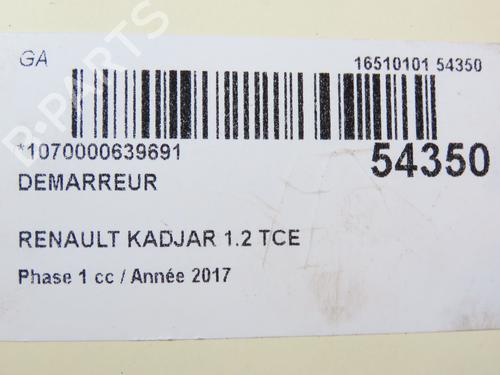 GA
16510101 54350
*1070000639691
54350
DEMARREUR
RENAULT KADJAR 1.2 TCE
Phase 1 cc / Année 2017
B-PARTS